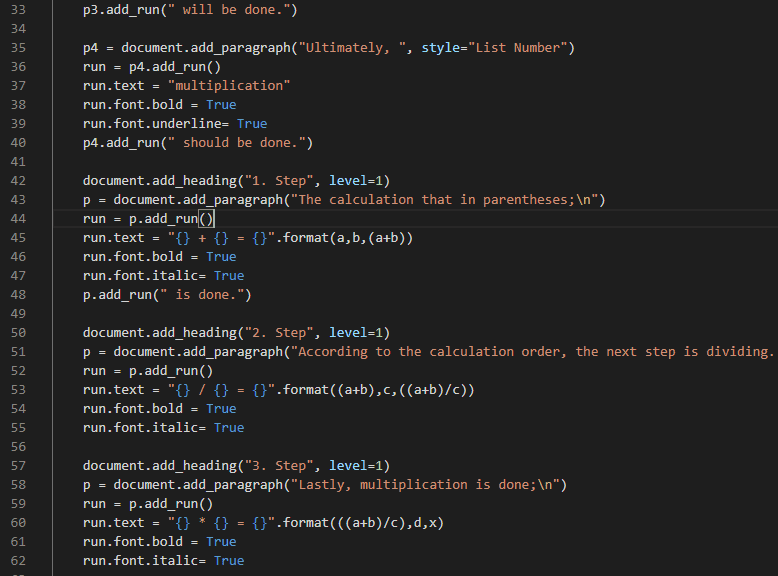 33 p3.add_run(" will be done.")
34
35 p4 = document.add_paragraph("Ultimately, ", style="List Number")
36 run = p4.add_run()
37 run.text = "multiplication"
38 run.font.bold = True
39 run.font.underline= True
40 p4.add_run(" should be done.")
41
42 document.add_heading("1. Step", level=1)
43 p = document.add_paragraph("The calculation that in parentheses;\n")
44 run = p.add_run()
45 run.text = "{} + {} = {}".format(a,b,(a+b))
46 run.font.bold = True
47 run.font.italic= True
48 p.add_run(" is done.")
49
50 document.add_heading("2. Step", level=1)
51 p = document.add_paragraph("According to the calculation order, the next step is dividing.
52 run = p.add_run()
53 run.text = "{} / {} = {}".format((a+b),c,((a+b)/c))
54 run.font.bold = True
55 run.font.italic= True
56
57 document.add_heading("3. Step", level=1)
58 p = document.add_paragraph("Lastly, multiplication is done;\n")
59 run = p.add_run()
60 run.text = "{} * {} = {}".format(((a+b)/c),d,x)
61 run.font.bold = True
62 run.font.italic= True